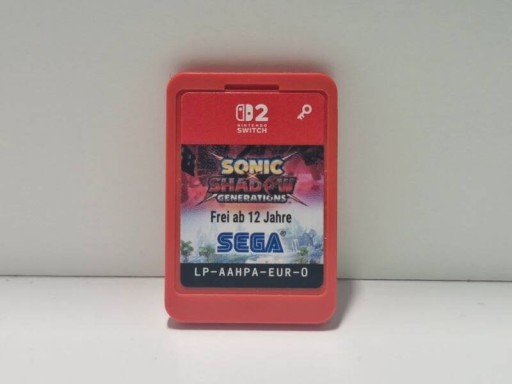 2
NINTENDO
SWITCH
SONIC
X
SHADOW
GENERATIONS
Frei ab 12 Jahre
SEGA®
LP-AAHPA-EUR-0